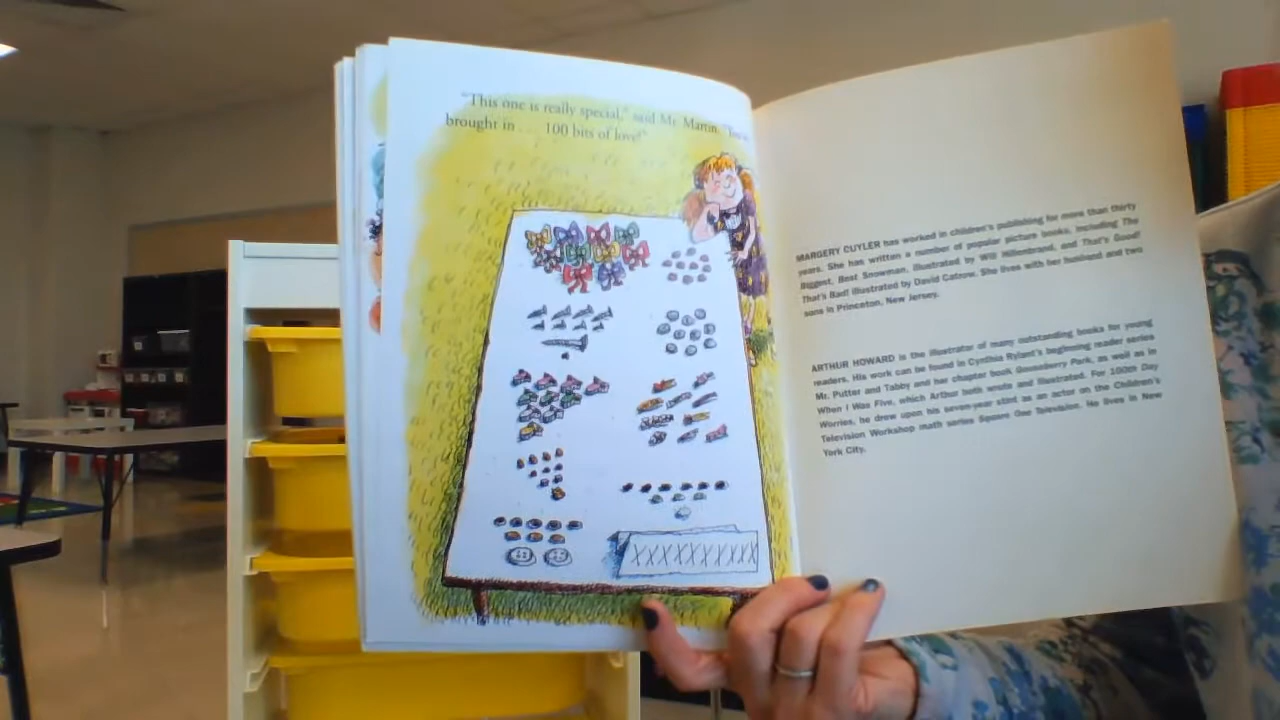 "This one is really special," said Mr. Martin.
brought in . . . 100 bits of love!"
XXXXXXXXXX
MARGERY CUYLER has worked in children's publishing for more than thirty
years. She has written a number of popular picture books, including The
Biggest, Best Snowman, illustrated by Will Hillenbrand, and That's Good!
That's Bad! illustrated by David Catrow. She lives with her husband and two
sons in Princeton, New Jersey.
ARTHUR HOWARD is the illustrator of many outstanding books for young
readers. His work can be found in Cynthia Rylant's beginning reader series
Mr. Putter and Tabby and her chapter book Gooseberry Park, as well as in
When I Was Five, which Arthur both wrote and illustrated. For 100th Day
Worries, he drew upon his seven-year stint as an actor on the Children's
Television Workshop math series Square One Television. He lives in New
York City.